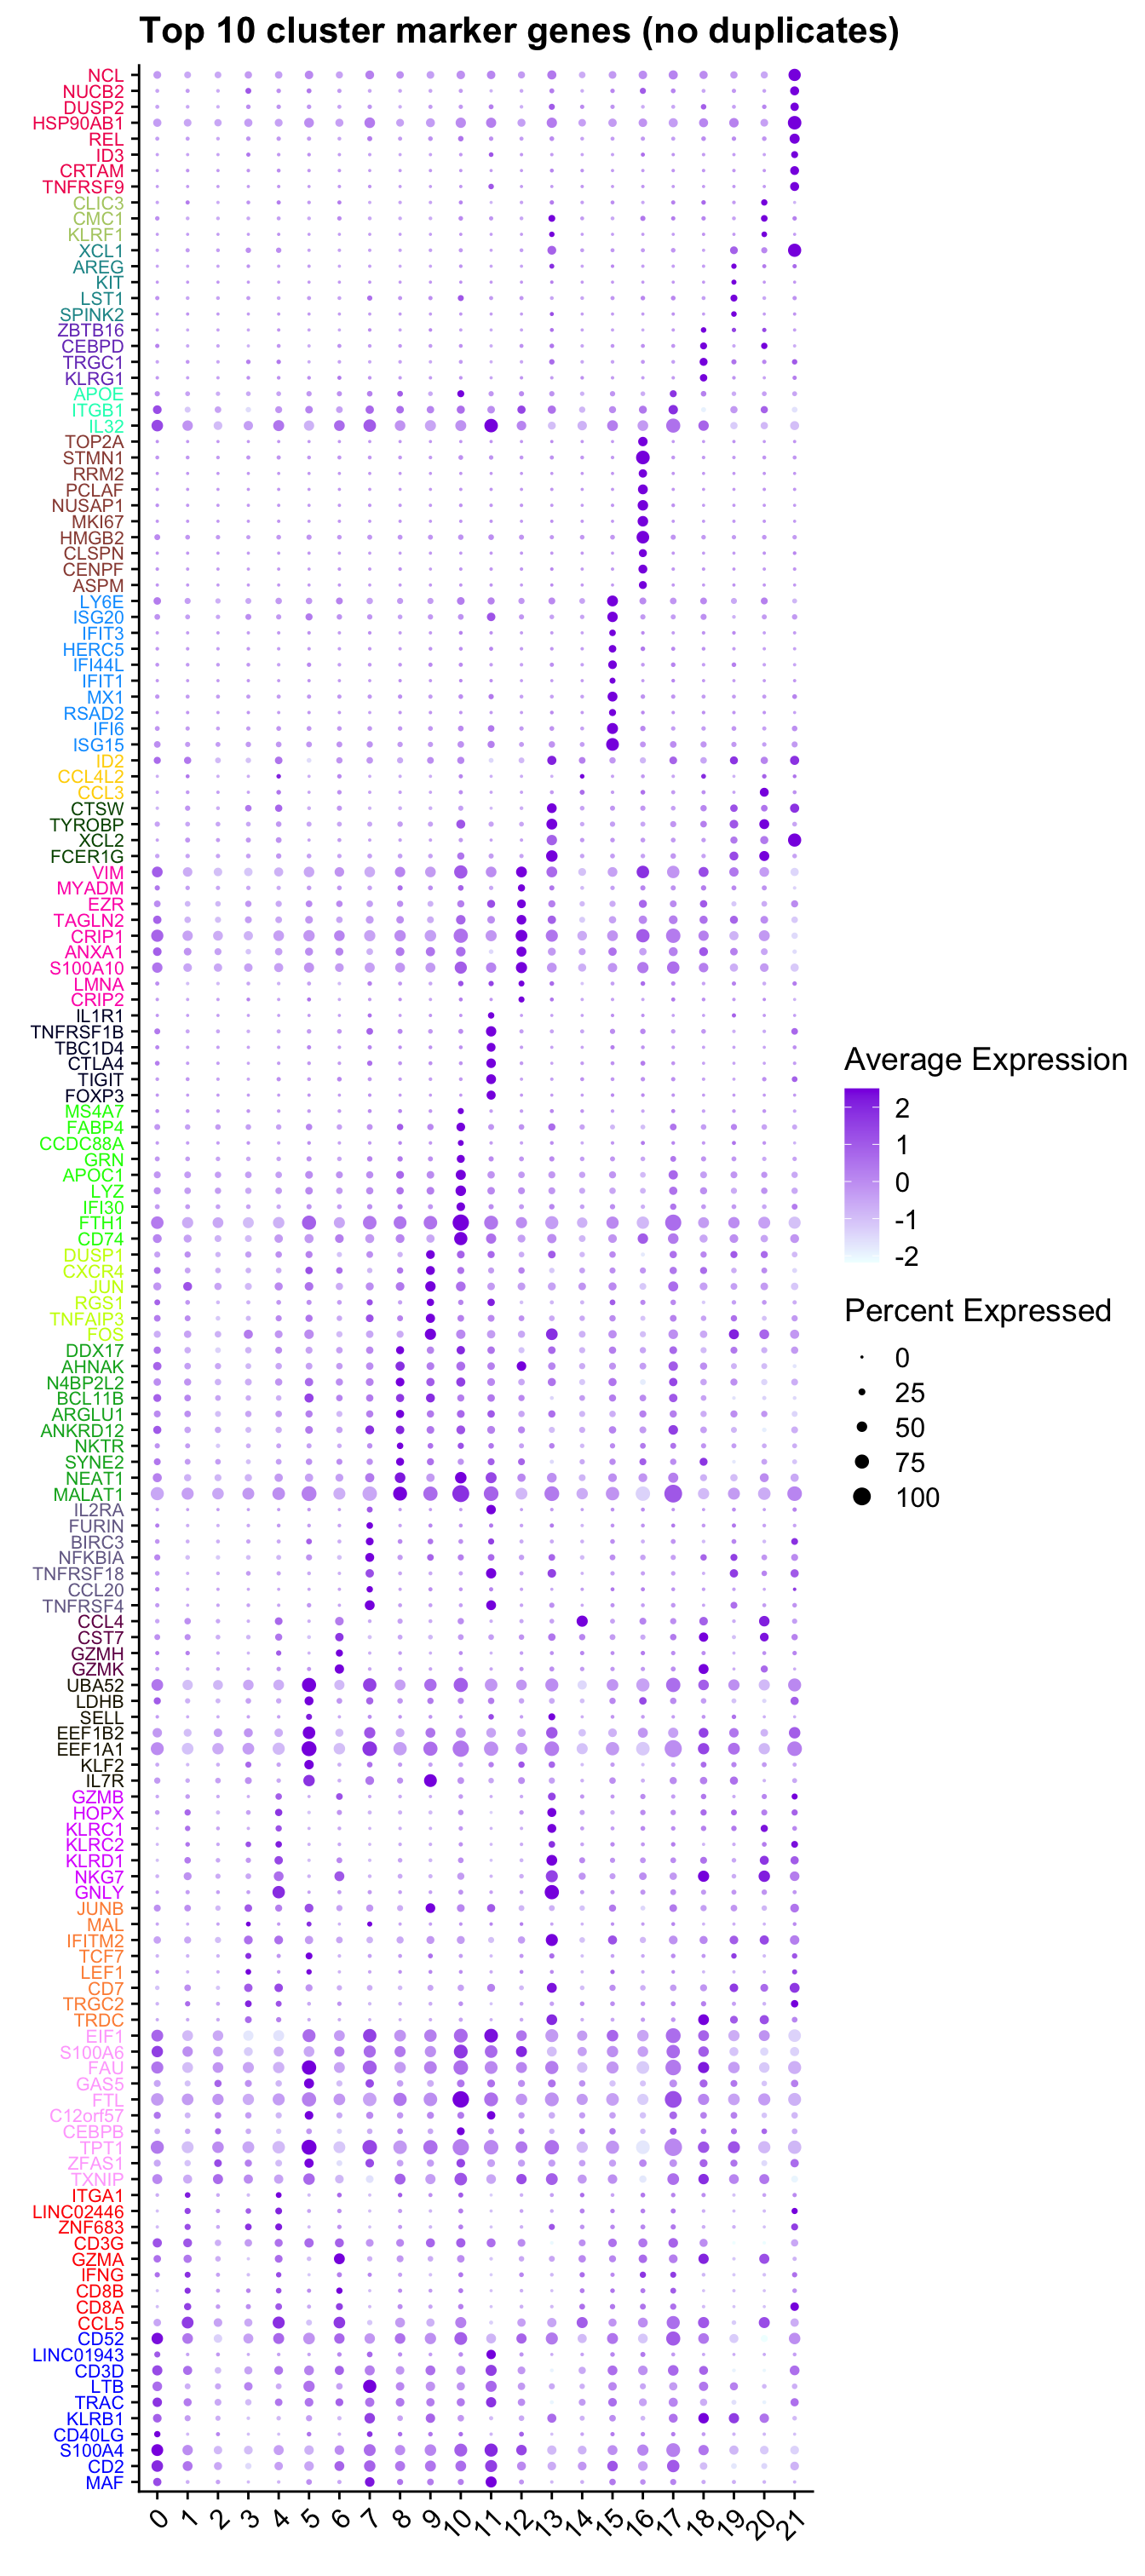 Top 10 cluster marker genes (no duplicates)
NCL
NUCB2
DUSP2
HSP90AB1
REL
ID3
CRTAM
TNFRSF9
CLIC3
CMC1
KLRF1
XCL1
AREG
KIT
LST1
SPINK2
ZBTB16
CEBPD
TRGC1
KLRG1
APOE
ITGB1
IL32
TOP2A
STMN1
RRM2
PCLAF
NUSAP1
MKI67
HMGB2
CLSPN
CENPF
ASPM
LY6E
ISG20
IFIT3
HERC5
IFI44L
IFIT1
MX1
RSAD2
IFI6
ISG15
ID2
CCL4L2
CCL3
CTSW
TYROBP
XCL2
FCER1G
VIM
MYADM
EZR
TAGLN2
CRIP1
ANXA1
S100A10
LMNA
CRIP2
IL1R1
TNFRSF1B
TBC1D4
CTLA4
TIGIT
FOXP3
MS4A7
FABP4
CCDC88A
GRN
APOC1
LYZ
IFI30
FTH1
CD74
DUSP1
CXCR4
JUN
RGS1
TNFAIP3
FOS
DDX17
AHNAK
N4BP2L2
BCL11B
ARGLU1
ANKRD12
NKTR
SYNE2
NEAT1
MALAT1
IL2RA
FURIN
BIRC3
NFKBIA
TNFRSF18
CCL20
TNFRSF4
CCL4
CST7
GZMH
GZMK
UBA52
LDHB
SELL
EEF1B2
EEF1A1
KLF2
IL7R
GZMB
HOPX
KLRC1
KLRC2
KLRD1
NKG7
GNLY
JUNB
MAL
IFITM2
TCF7
LEF1
CD7
TRGC2
TRDC
EIF1
S100A6
FAU
GAS5
FTL
C12orf57
CEBPB
TPT1
ZFAS1
TXNIP
ITGA1
LINC02446
ZNF683
CD3G
GZMA
IFNG
CD8B
CD8A
CCL5
CD52
LINC01943
CD3D
LTB
TRAC
KLRB1
CD40LG
S100A4
CD2
MAF
0 1 2 3 4 5 6 7 8 9 10 11 12 13 14 15 16 17 18 19 20 21
Average Expression
2
1
0
-1
-2
Percent Expressed
0
25
50
75
100